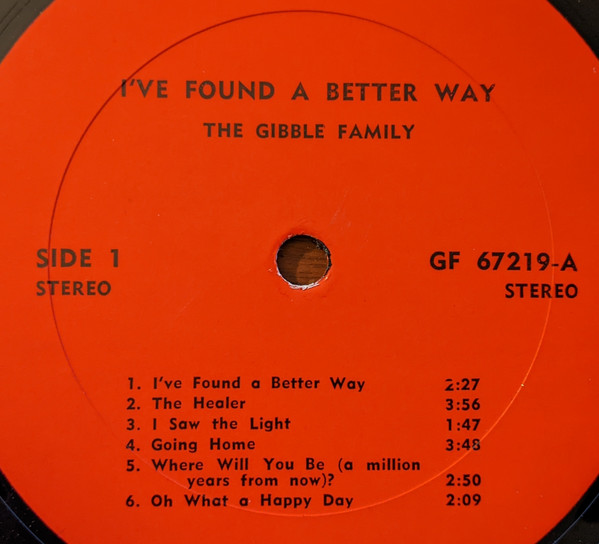 I'VE FOUND A BETTER WAY
THE GIBBLE FAMILY
SIDE 1
STEREO
GF 67219-A
STEREO
1. I've Found a Better Way 2:27
2. The Healer 3:56
3. I Saw the Light 1:47
4. Going Home 3:48
5. Where Will You Be (a million
years from now)? 2:50
6. Oh What a Happy Day 2:09